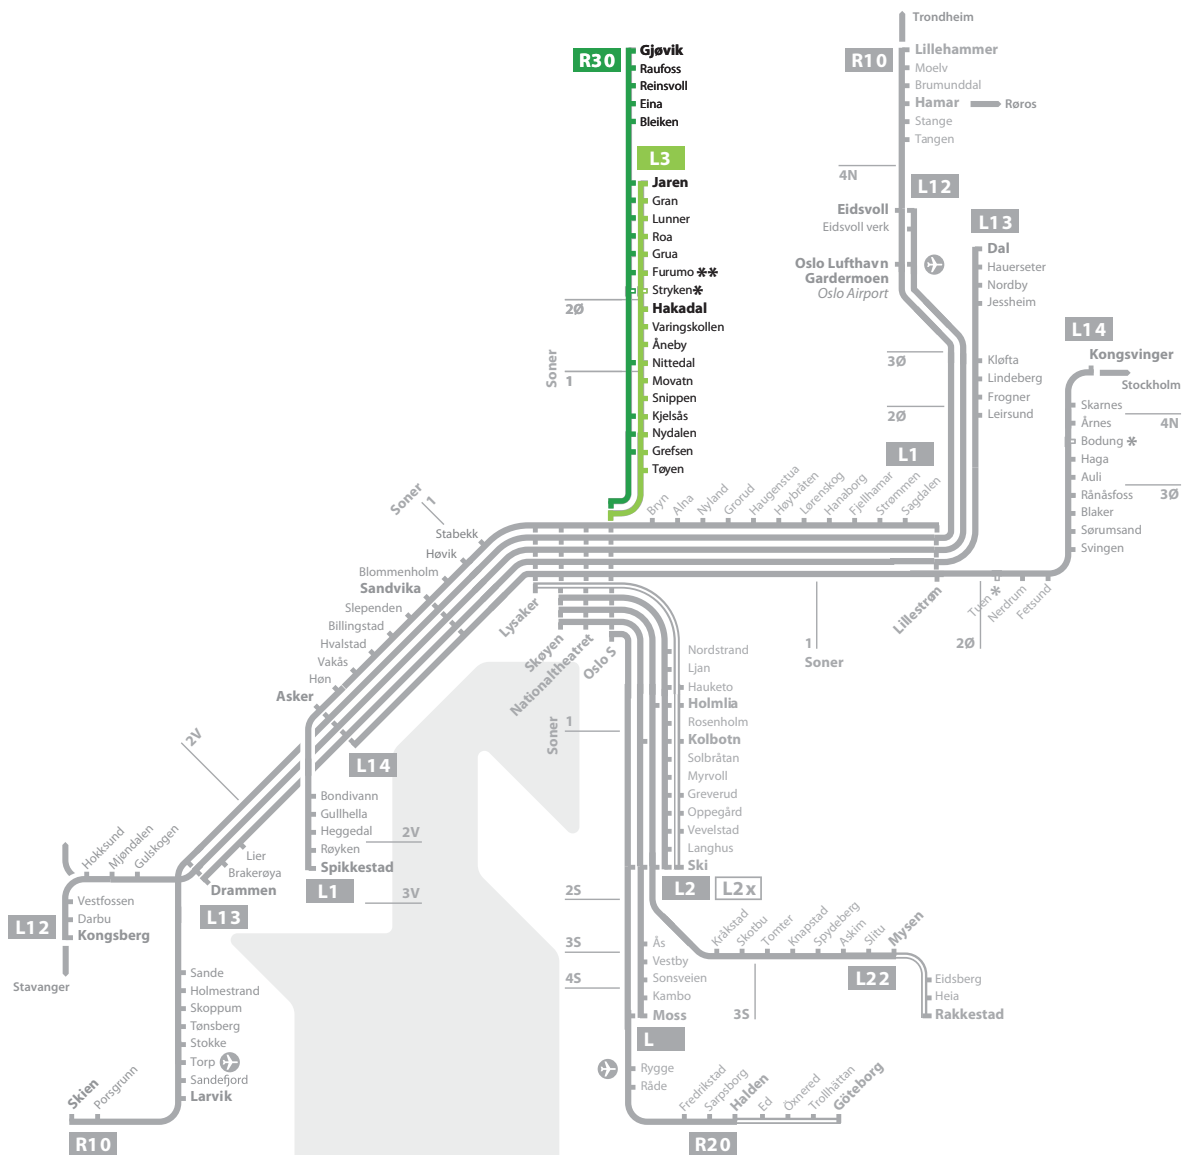 Trondheim
R30
Gjøvik
Raufoss
Reinsvoll
Eina
Bleiken
R10
Lillehammer
Moelv
Brumunddal
Hamar
Røros
Stange
Tangen
L3
Jaren
Gran
Lunner
Roa
Grua
Furumo **
Stryken*
2Ø
Hakadal
Varingskollen
Åneby
Nittedal
Soner
1
Movatn
Snippen
Kjelsås
Nydalen
Grefsen
Tøyen
4N
L12
Eidsvoll
Eidsvoll verk
Oslo Lufthavn
Gardermoen
Oslo Airport
L13
Dal
Hauerseter
Nordby
Jessheim
3Ø
Kløfta
Lindeberg
Frogner
Leirsund
2Ø
L14
Kongsvinger
Stockholm
Skarnes
Årnes
4N
Bodung *
Haga
Auli
Rånåsfoss
3Ø
Blaker
Sørumsand
Svingen
L1
Bryn
Alna
Nyland
Grorud
Haugenstua
Høybråten
Lørenskog
Hanaborg
Fjellhamar
Strømmen
Sagdalen
Lillestrøm
Tuen *
Nerdrum
Fetsund
1
Soner
2Ø
Soner
1
Stabekk
Høvik
Blommenholm
Sandvika
Slependen
Billingstad
Hvalstad
Vakås
Høn
Asker
Lysaker
Skøyen
Nationaltheatret
Oslo S
2V
L14
Bondivann
Gullhella
Heggedal
2V
Røyken
Spikkestad
L1
3V
Hokksund
Mjøndalen
Gulskogen
Lier
Brakerøya
Drammen
L13
Vestfossen
Darbu
L12
Kongsberg
Stavanger
Sande
Holmestrand
Skoppum
Tønsberg
Stokke
Torp
Sandefjord
Larvik
Skien
Porsgrunn
R10
Nordstrand
Ljan
Hauketo
Holmlia
Rosenholm
Soner
1
Kolbotn
Solbråtan
Myrvoll
Greverud
Oppegård
Vevelstad
Langhus
Ski
L2
L2x
2S
3S
4S
Ås
Vestby
Sonsveien
Kambo
Moss
L
Rygge
Råde
Kråkstad
Skotbu
Tomter
Knapstad
Spydeberg
Askim
Slitu
Mysen
3S
L22
Eidsberg
Heia
Rakkestad
Fredrikstad
Sarpsborg
Halden
Ed
Öxnered
Trollhättan
Göteborg
R20